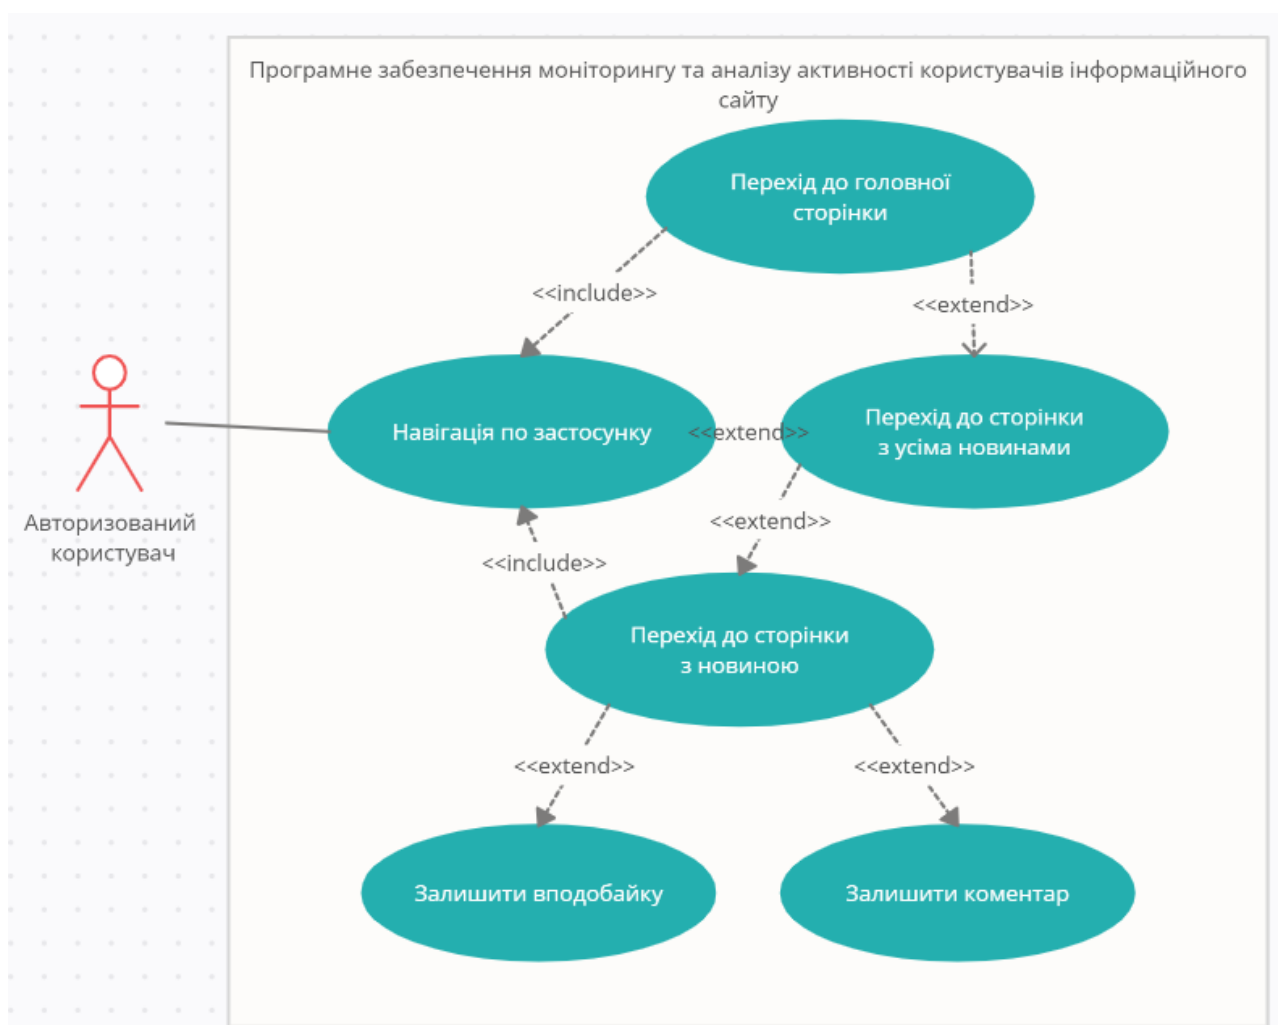 Програмне забезпечення моніторингу та аналізу активності користувачів інформаційного
сайту
Перехід до головної
сторінки
<<include>>
<<extend>>
Навігація по застосунку
<<extend>>
Перехід до сторінки
з усіма новинами
Авторизований
користувач
<<extend>>
<<include>>
Перехід до сторінки
з новиною
<<extend>>
<<extend>>
Залишити вподобайку
Залишити коментар